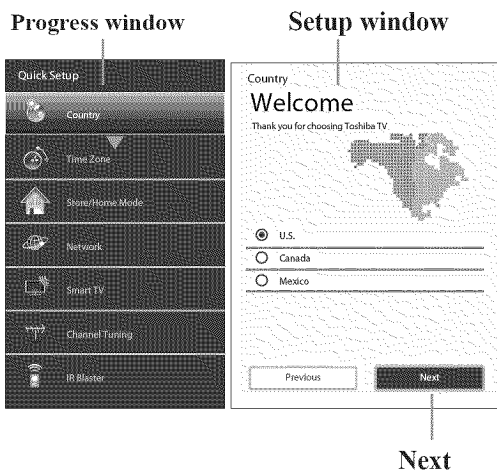 Progress window
Setup window
Quick Setup
Country
Time Zone
Store/Home Mode
Network
Smart TV
Channel Tuning
IR Blaster
Country
Welcome
Thank you for choosing Toshiba TV
U.S.
Canada
Mexico
Previous
Next
Next